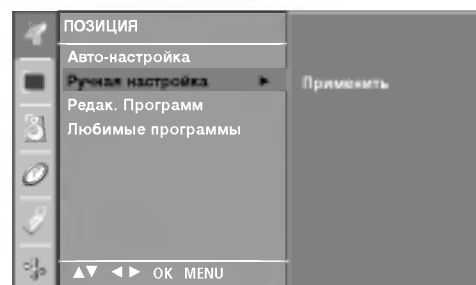 ПОЗИЦИЯ
Авто-настройка
Ручная настройка ►
Применить
Редак. Программ
Любимые программы
▲▼ ◄► OK MENU